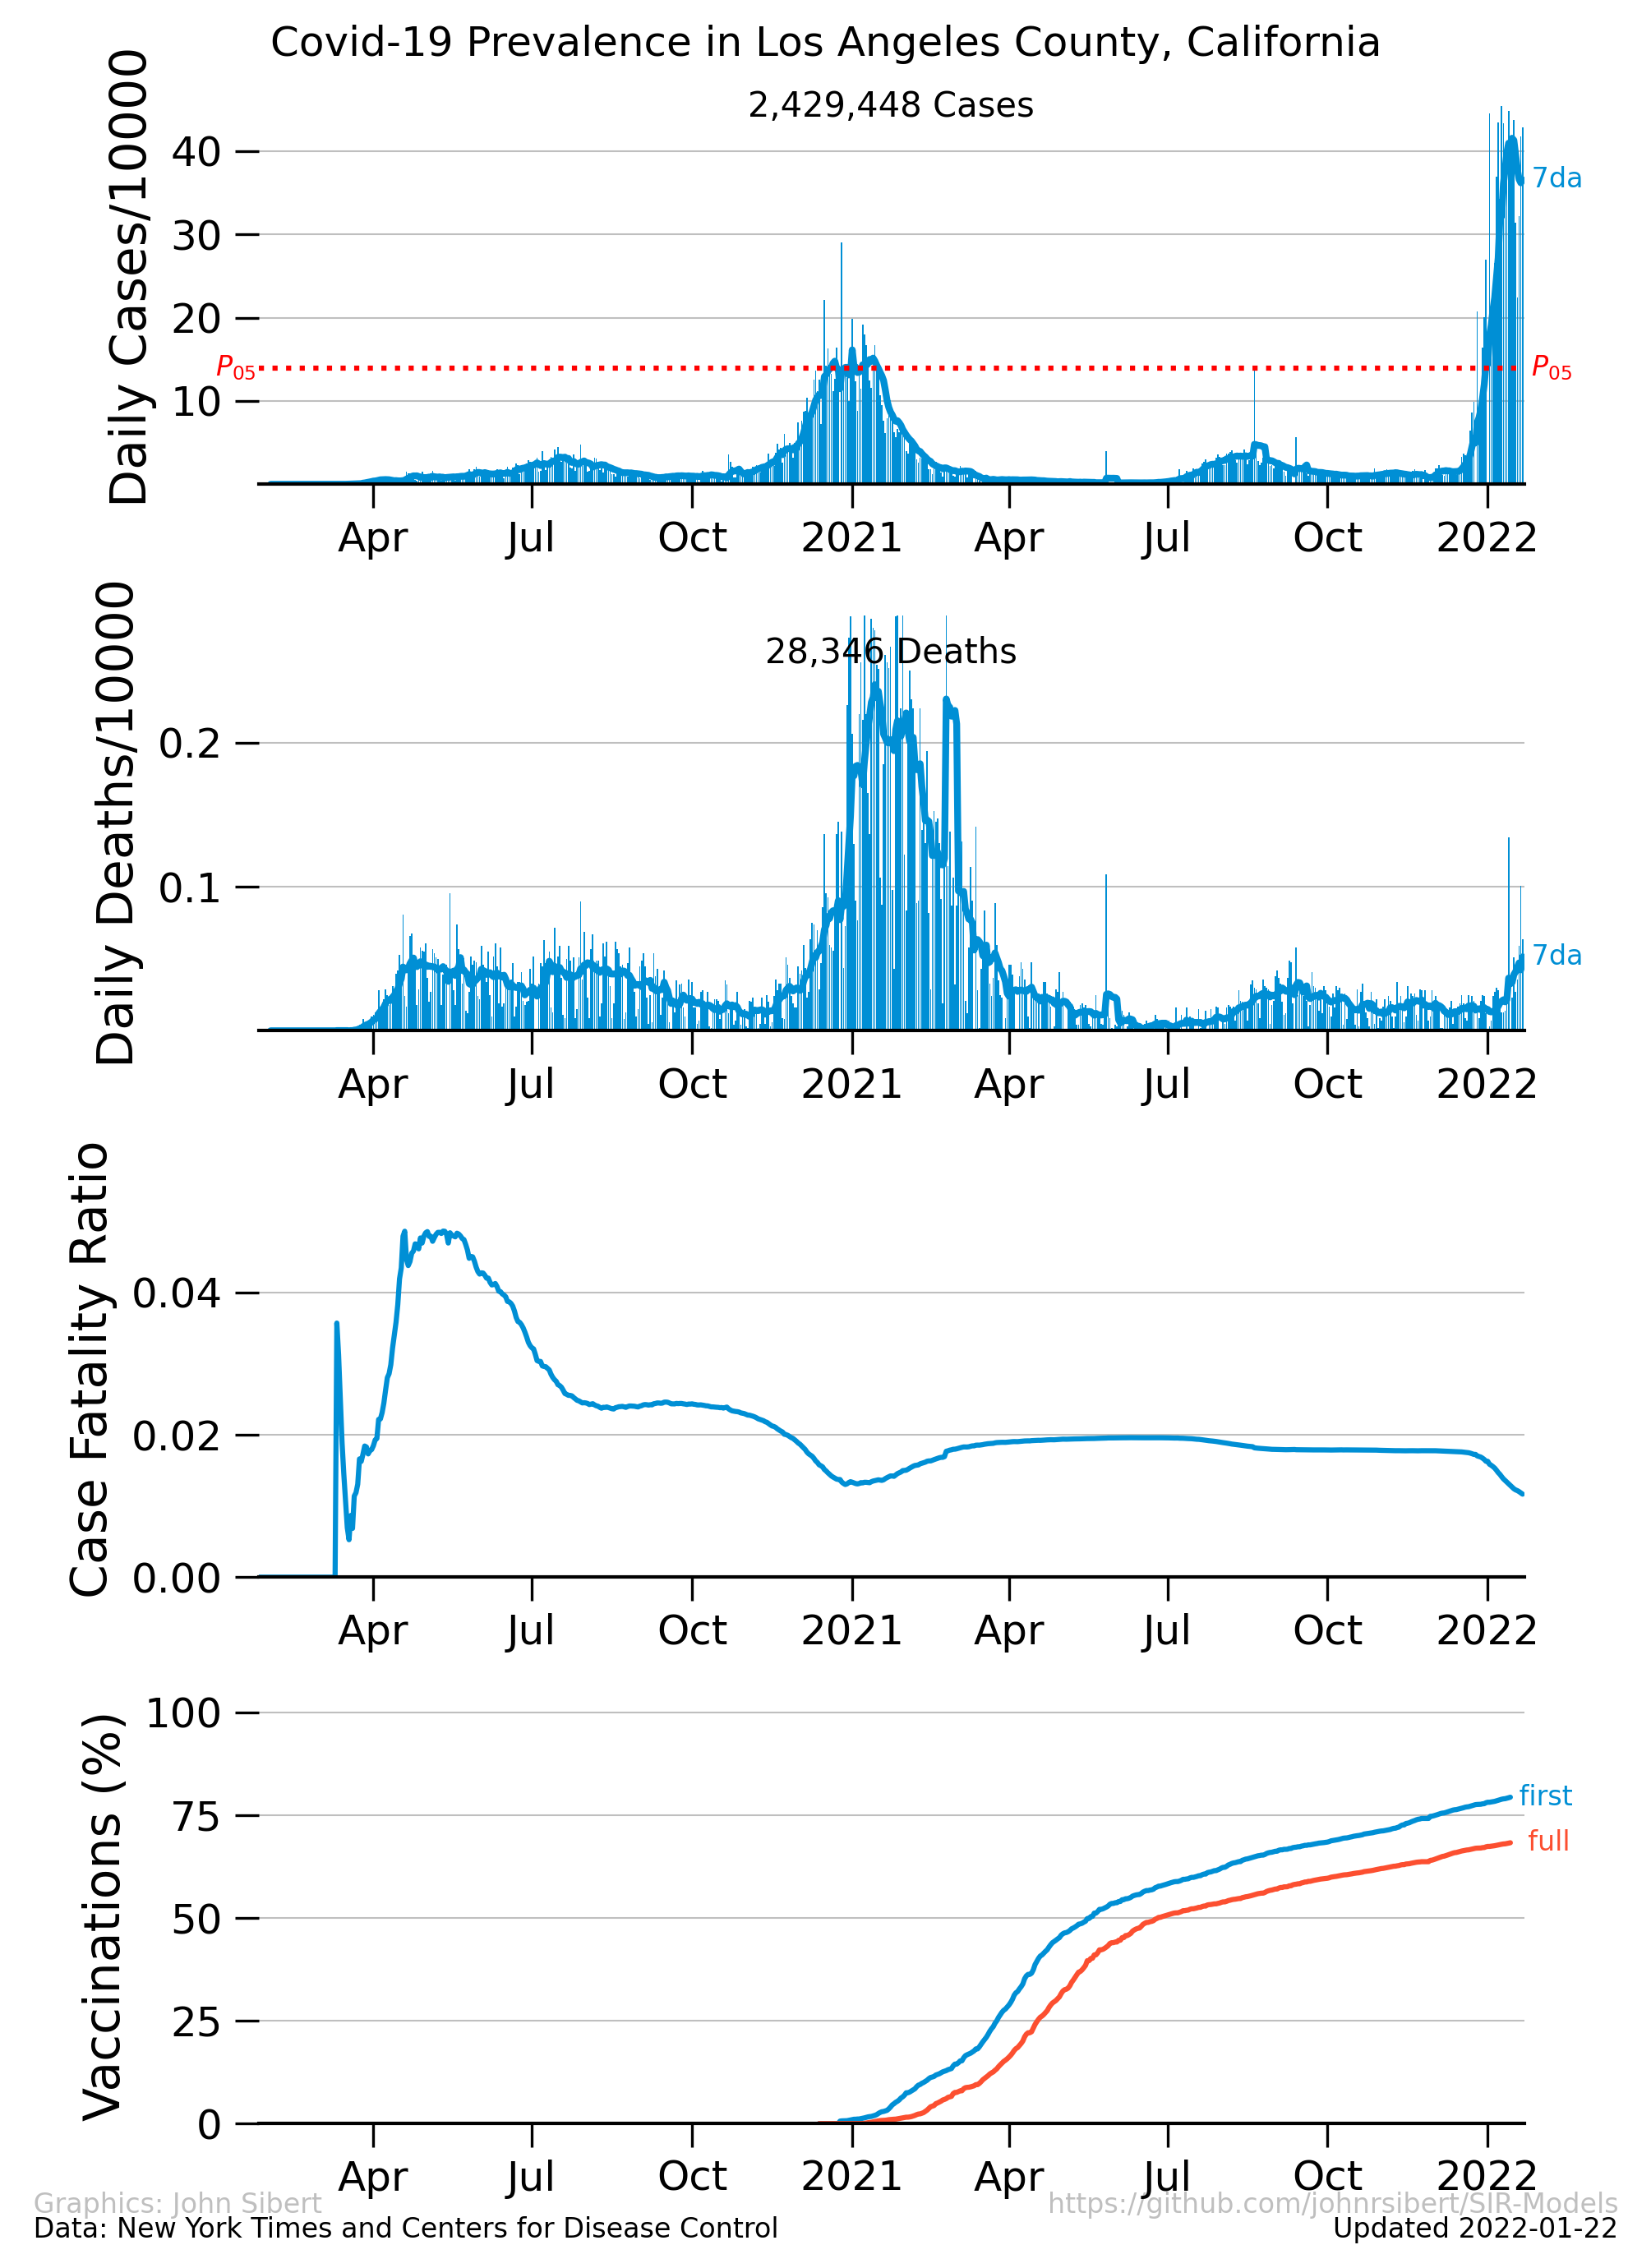 Covid-19 Prevalence in Los Angeles County, California
2,429,448 Cases
Daily Cases/10000
40
30
20
10
P05
P05
7da
Apr Jul Oct 2021 Apr Jul Oct 2022
28,346 Deaths
Daily Deaths/10000
0.2
0.1
7da
Apr Jul Oct 2021 Apr Jul Oct 2022
Case Fatality Ratio
0.04
0.02
0.00
Apr Jul Oct 2021 Apr Jul Oct 2022
Vaccinations (%)
100
75
50
25
0
first
full
Apr Jul Oct 2021 Apr Jul Oct 2022
Graphics: John Sibert
https://github.com/johnrsibert/SIR-Models
Data: New York Times and Centers for Disease Control
Updated 2022-01-22